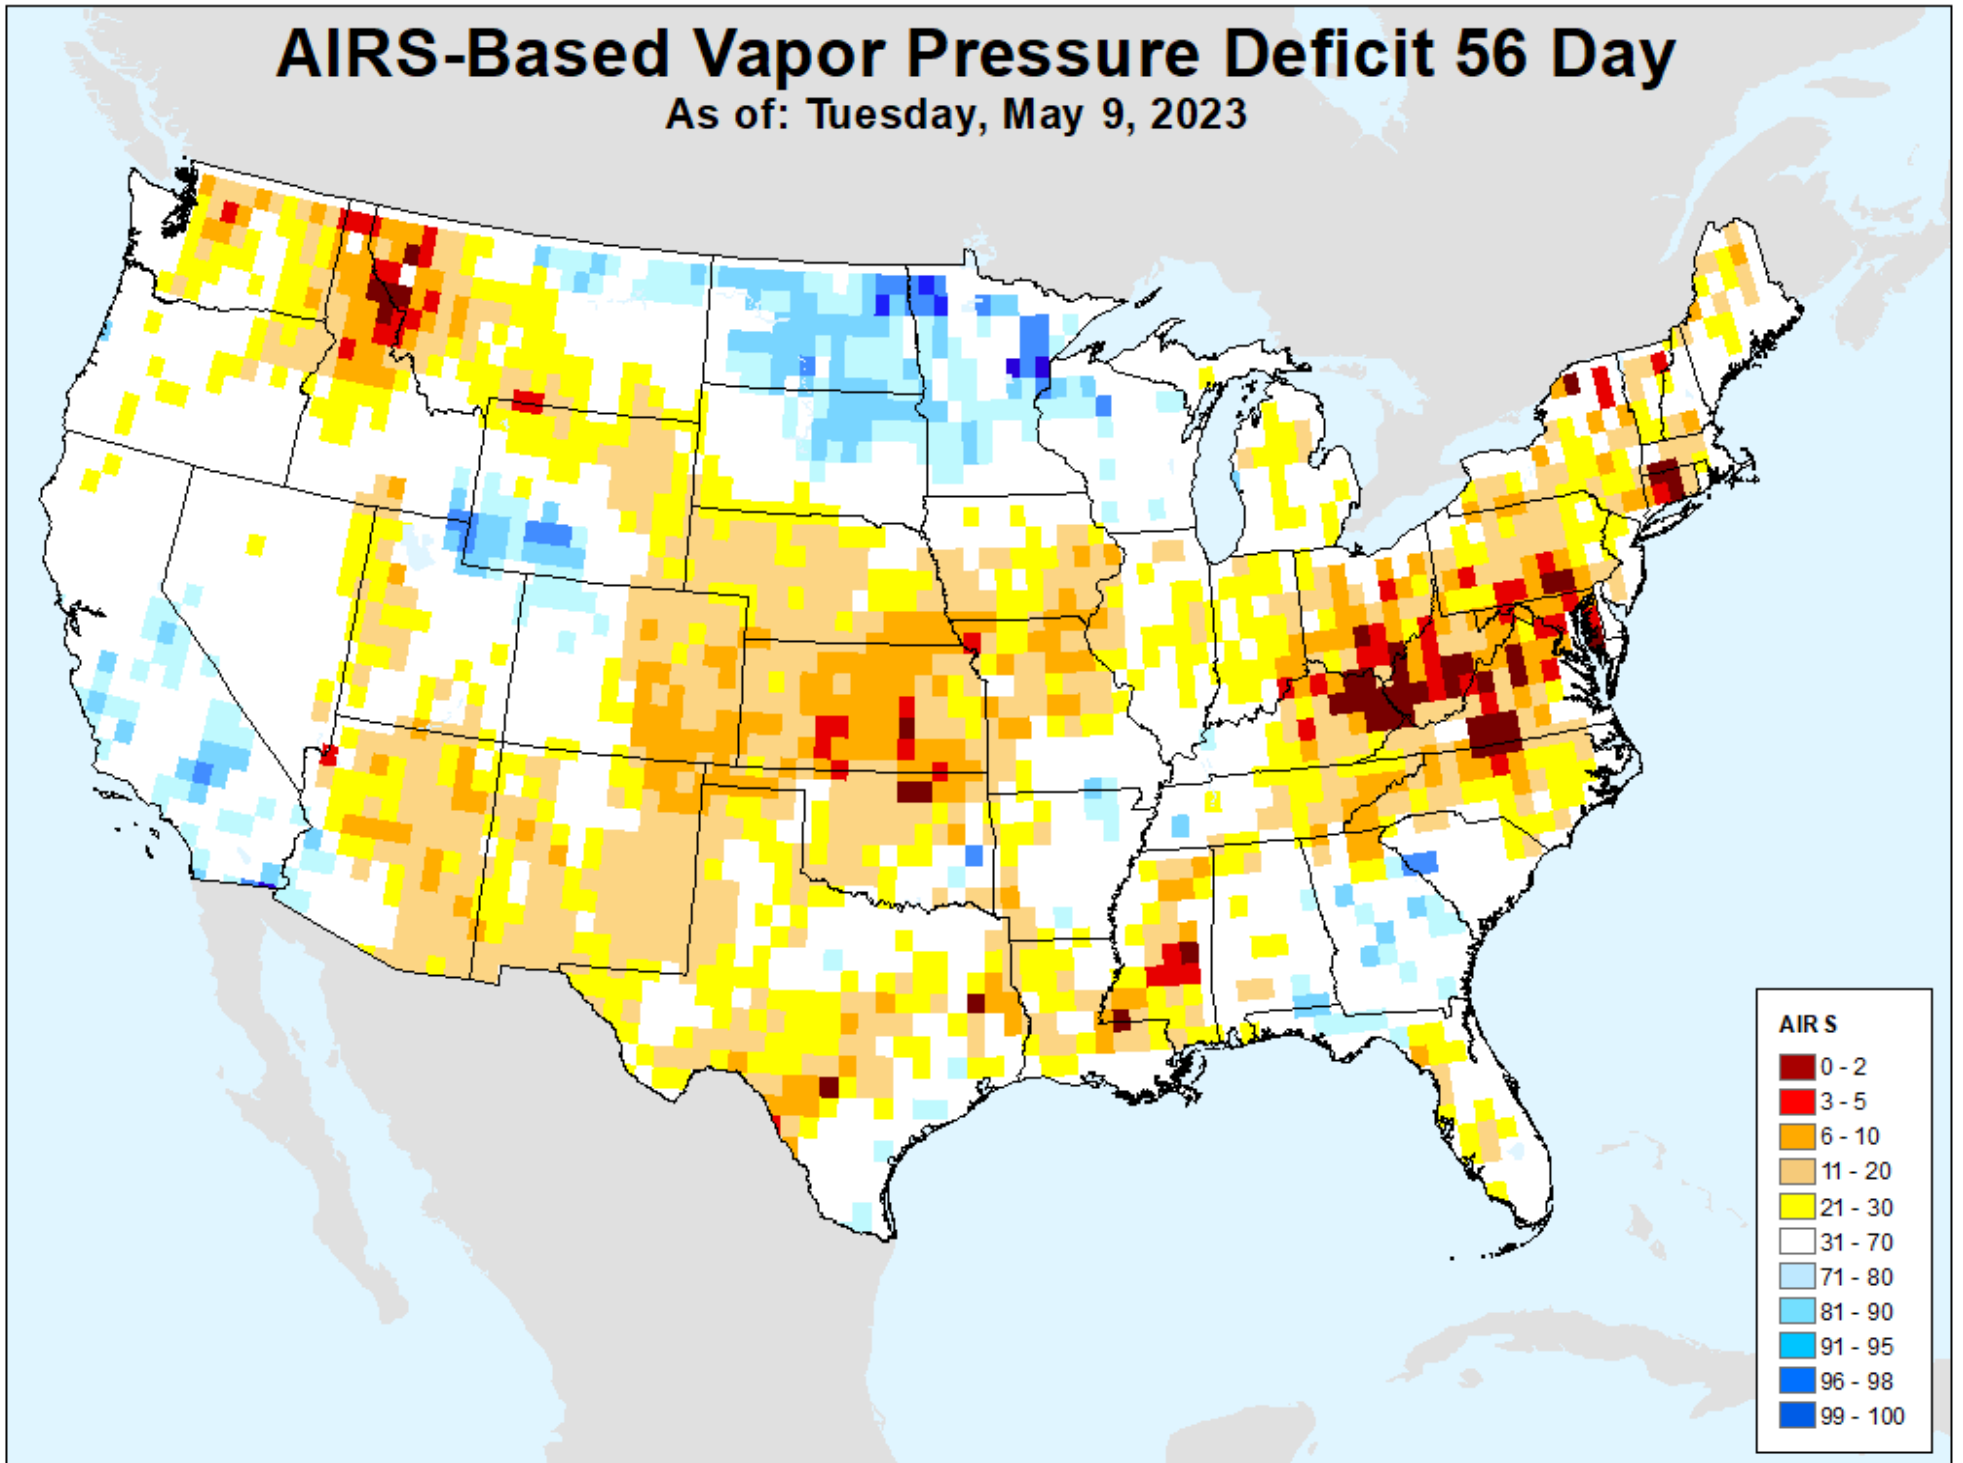 AIRS-Based Vapor Pressure Deficit 56 Day
As of: Tuesday, May 9, 2023
AIRS
0 - 2
3 - 5
6 - 10
11 - 20
21 - 30
31 - 70
71 - 80
81 - 90
91 - 95
96 - 98
99 - 100